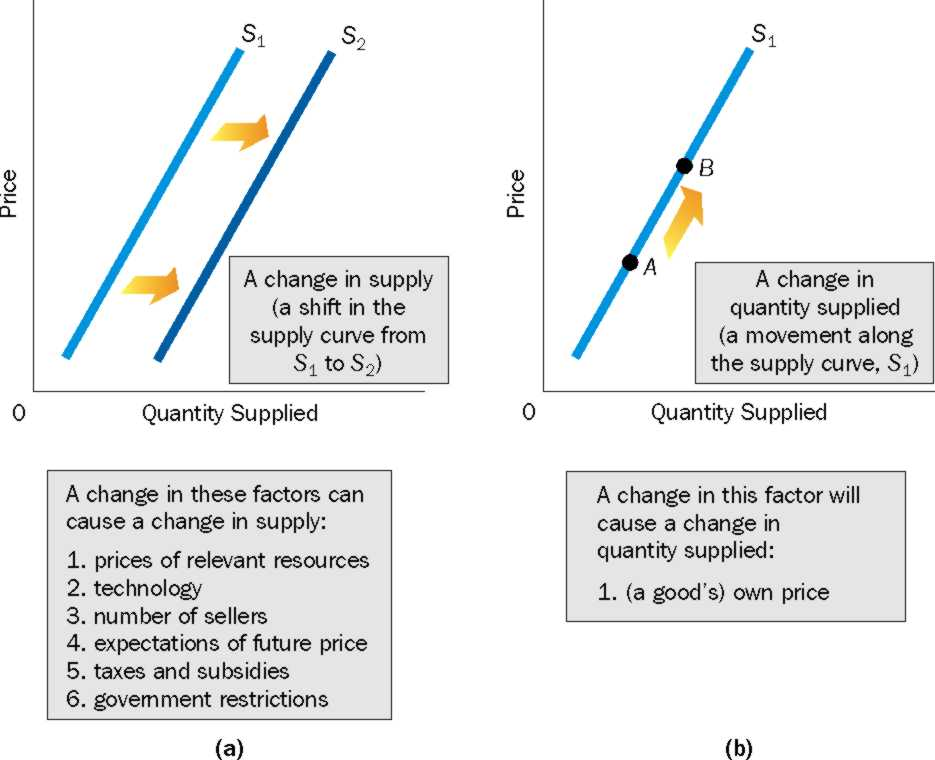 S1
S2
Price
A change in supply
(a shift in the
supply curve from
S1 to S2)
0
Quantity Supplied
A change in these factors can
cause a change in supply:
1. prices of relevant resources
2. technology
3. number of sellers
4. expectations of future price
5. taxes and subsidies
6. government restrictions
(a)
S1
B
A
Price
A change in
quantity supplied
(a movement along
the supply curve, S1)
0
Quantity Supplied
A change in this factor will
cause a change in
quantity supplied:
1. (a good’s) own price
(b)